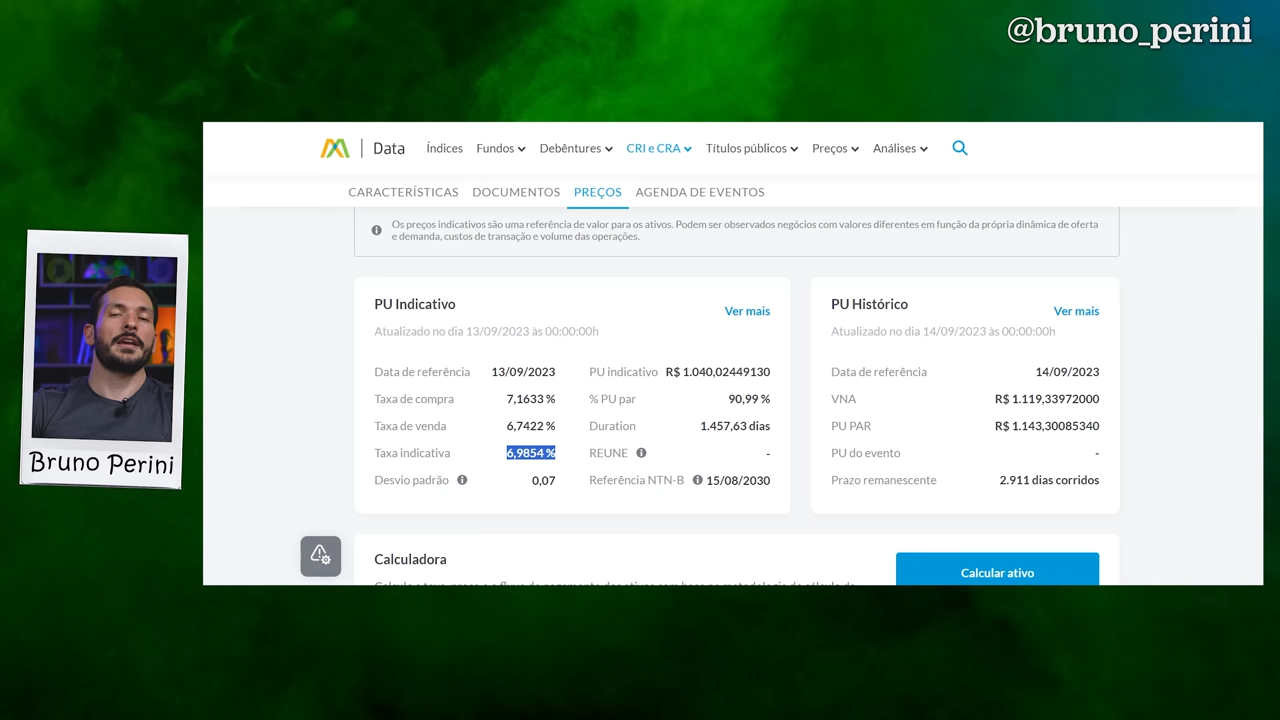 @bruno_perini
Data Índices Fundos Debêntures CRI e CRA Títulos públicos Preços Análises
CARACTERÍSTICAS DOCUMENTOS PREÇOS AGENDA DE EVENTOS
Os preços indicativos são uma referência de valor para os ativos. Podem ser observados negócios com valores diferentes em função da própria dinâmica de oferta
e demanda, custos de transação e volume das operações.
PU Indicativo
Ver mais
Atualizado no dia 13/09/2023 às 00:00:00h
Data de referência 13/09/2023 PU indicativo R$ 1.040,02449130
Taxa de compra 7,1633 % % PU par 90,99 %
Taxa de venda 6,7422 % Duration 1.457,63 dias
Taxa indicativa 6,9854 % REUNE -
Desvio padrão 0,07 Referência NTN-B 15/08/2030
PU Histórico
Ver mais
Atualizado no dia 14/09/2023 às 00:00:00h
Data de referência 14/09/2023
VNA R$ 1.119,33972000
PU PAR R$ 1.143,30085340
PU do evento -
Prazo remanescente 2.911 dias corridos
Calculadora
Calcular ativo
Bruno Perini